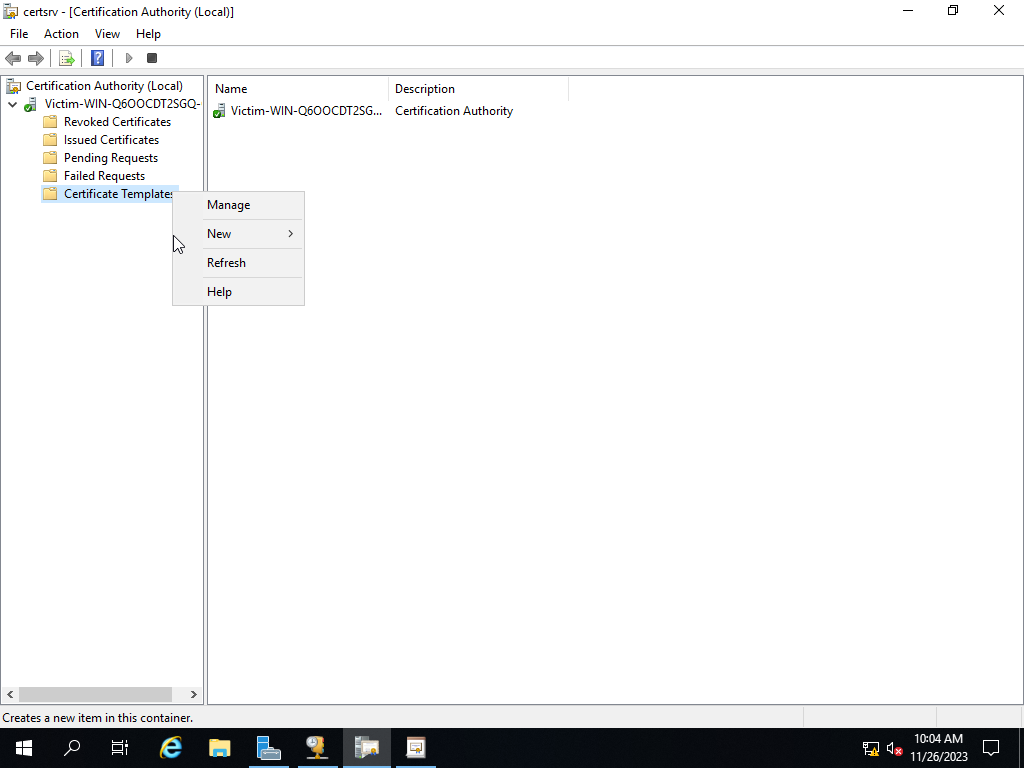 certsrv - [Certification Authority (Local)]
File Action View Help
Certification Authority (Local)
Victim-WIN-Q6OOCDT2SGQ-
Revoked Certificates
Issued Certificates
Pending Requests
Failed Requests
Certificate Templates
Name Description
Victim-WIN-Q6OOCDT2SG... Certification Authority
Manage
New
Refresh
Help
Creates a new item in this container.
10:04 AM
11/26/2023